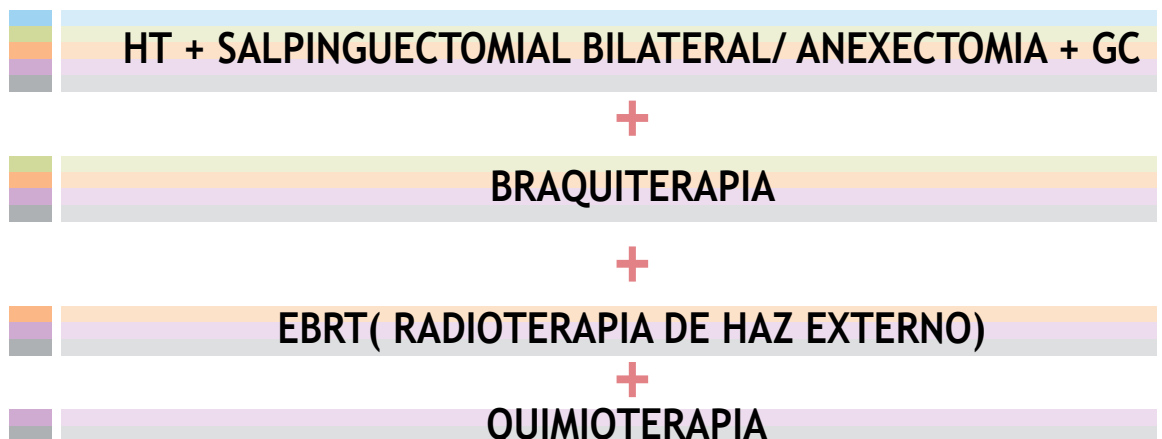 HT + SALPINGUECTOMIAL BILATERAL/ ANEXECTOMIA + GC
+
BRAQUITERAPIA
+
EBRT( RADIOTERAPIA DE HAZ EXTERNO)
+
QUIMIOTERAPIA